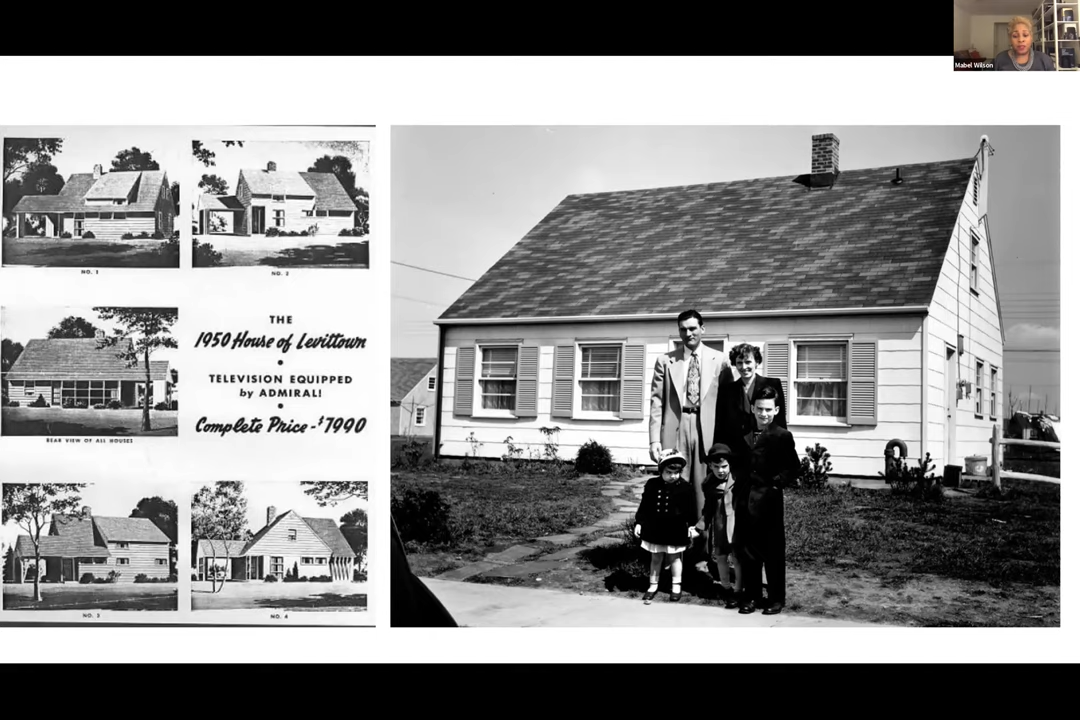 Mabel Wilson
NO. 1
NO. 2
THE
1950 House of Levittown
TELEVISION EQUIPPED
by ADMIRAL!
Complete Price - $7990
REAR VIEW OF ALL HOUSES
NO. 3
NO. 4